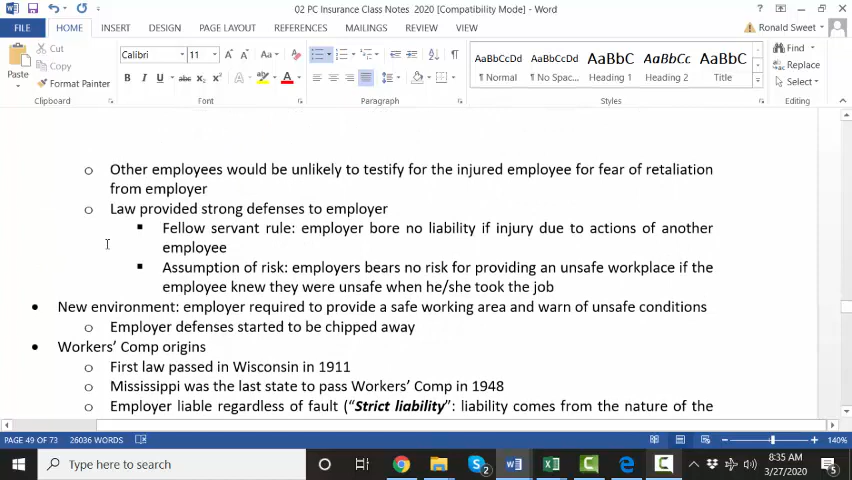 02 PC Insurance Class Notes 2020 [Compatibility Mode] - Word
FILE HOME INSERT DESIGN PAGE LAYOUT REFERENCES MAILINGS REVIEW VIEW Ronald Sweet
Paste
Cut
Copy
Format Painter
Calibri 11
AaBbCcDd AaBbCcDd AaBbC AaBbCc AaBbC
¶ Normal ¶ No Spac... Heading 1 Heading 2 Title
Find
Replace
Select
Clipboard Font Paragraph Styles Editing
o Other employees would be unlikely to testify for the injured employee for fear of retaliation
from employer
o Law provided strong defenses to employer
▪ Fellow servant rule: employer bore no liability if injury due to actions of another
employee
▪ Assumption of risk: employers bears no risk for providing an unsafe workplace if the
employee knew they were unsafe when he/she took the job
• New environment: employer required to provide a safe working area and warn of unsafe conditions
o Employer defenses started to be chipped away
• Workers' Comp origins
o First law passed in Wisconsin in 1911
o Mississippi was the last state to pass Workers' Comp in 1948
o Employer liable regardless of fault ("Strict liability": liability comes from the nature of the
PAGE 49 OF 73 26036 WORDS 140%
Type here to search
8:35 AM
3/27/2020